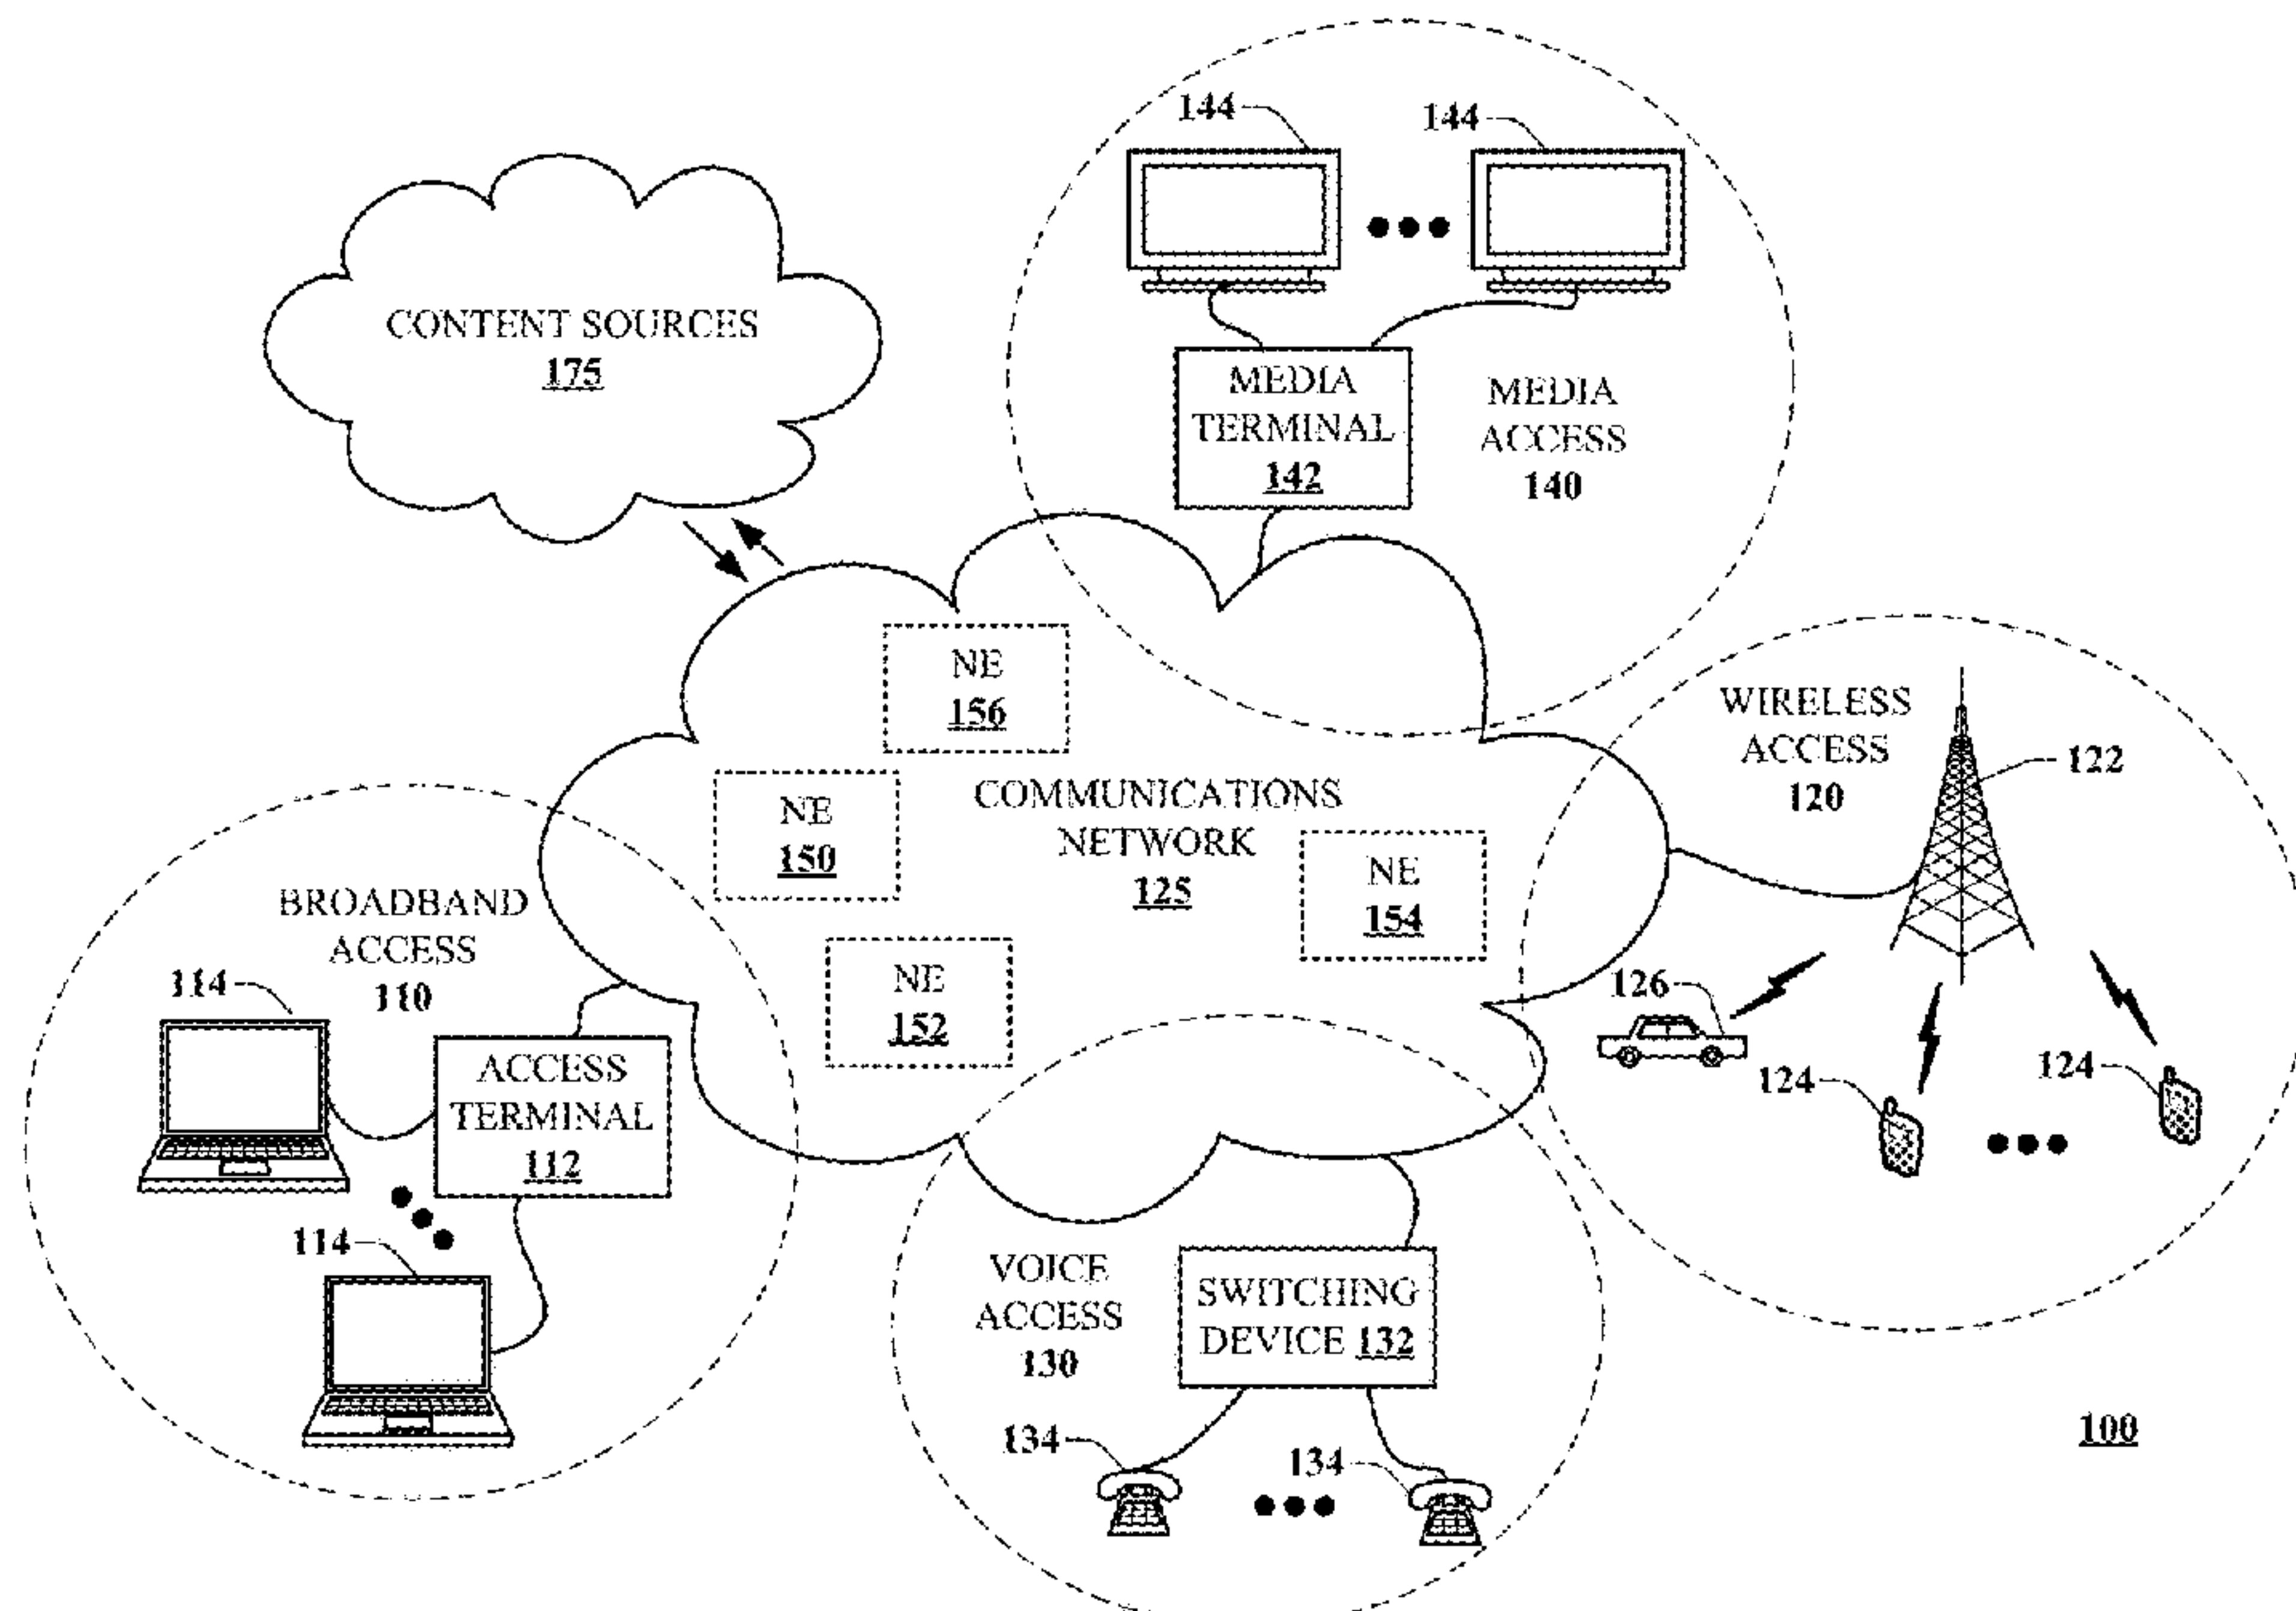 144
144
CONTENT SOURCES
175
MEDIA
TERMINAL
142
MEDIA
ACCESS
140
NE
156
WIRELESS
ACCESS
120
122
NE
150
COMMUNICATIONS
NETWORK
125
NE
154
BROADBAND
ACCESS
110
114
NE
152
126
124
124
ACCESS
TERMINAL
112
114
VOICE
ACCESS
130
SWITCHING
DEVICE 132
134
134
100